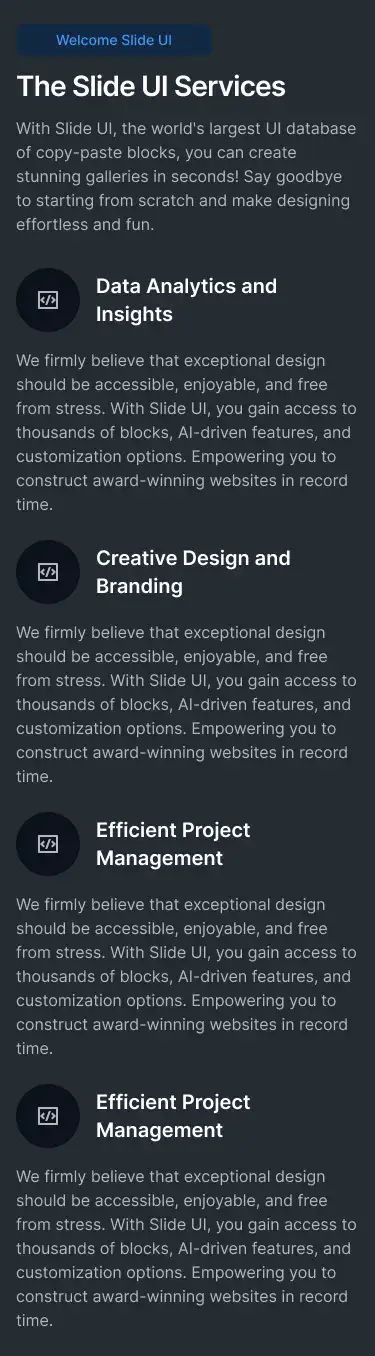 Welcome Slide UI
The Slide UI Services
With Slide UI, the world's largest UI database
of copy-paste blocks, you can create
stunning galleries in seconds! Say goodbye
to starting from scratch and make designing
effortless and fun.
Data Analytics and
Insights
We firmly believe that exceptional design
should be accessible, enjoyable, and free
from stress. With Slide UI, you gain access to
thousands of blocks, AI-driven features, and
customization options. Empowering you to
construct award-winning websites in record
time.
Creative Design and
Branding
We firmly believe that exceptional design
should be accessible, enjoyable, and free
from stress. With Slide UI, you gain access to
thousands of blocks, AI-driven features, and
customization options. Empowering you to
construct award-winning websites in record
time.
Efficient Project
Management
We firmly believe that exceptional design
should be accessible, enjoyable, and free
from stress. With Slide UI, you gain access to
thousands of blocks, AI-driven features, and
customization options. Empowering you to
construct award-winning websites in record
time.
Efficient Project
Management
We firmly believe that exceptional design
should be accessible, enjoyable, and free
from stress. With Slide UI, you gain access to
thousands of blocks, AI-driven features, and
customization options. Empowering you to
construct award-winning websites in record
time.